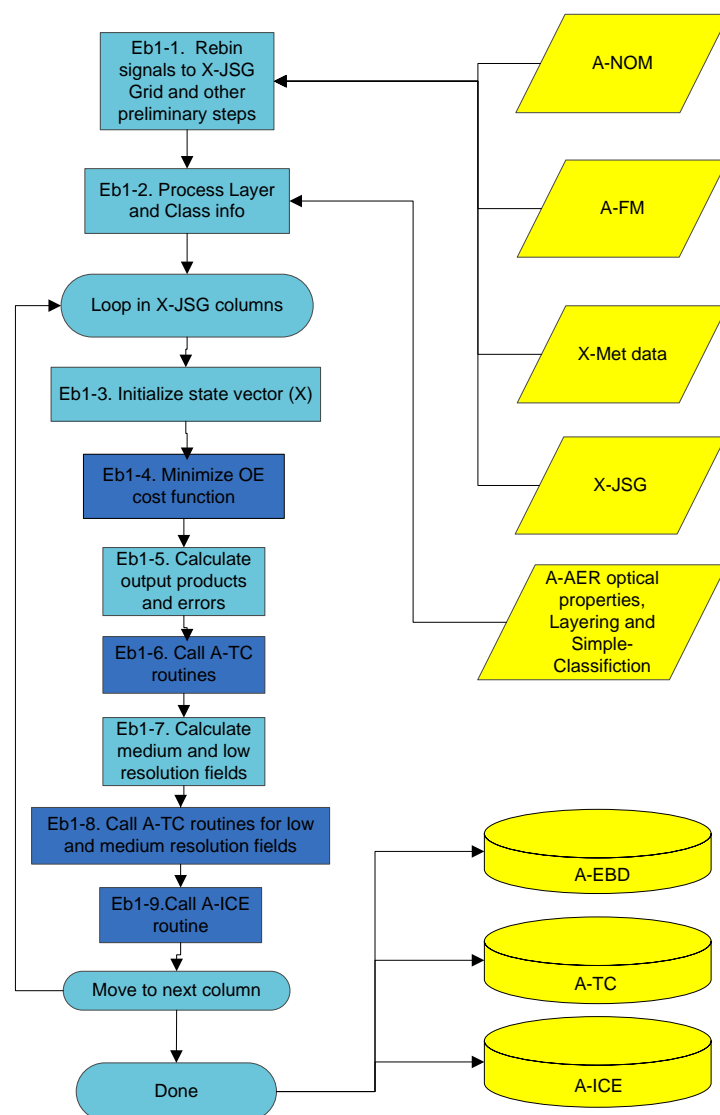 Eb1-1. Rebin
signals to X-JSG
Grid and other
preliminary steps
Eb1-2. Process Layer
and Class info
Loop in X-JSG columns
Eb1-3. Initialize state vector (X)
Eb1-4. Minimize OE
cost function
Eb1-5. Calculate
output products
and errors
Eb1-6. Call A-TC
routines
Eb1-7. Calculate
medium and low
resolution fields
Eb1-8. Call A-TC routines for low
and medium resolution fields
Eb1-9.Call A-ICE
routine
Move to next column
Done
A-NOM
A-FM
X-Met data
X-JSG
A-AER optical
properties,
Layering and
Simple-
Classifiction
A-EBD
A-TC
A-ICE